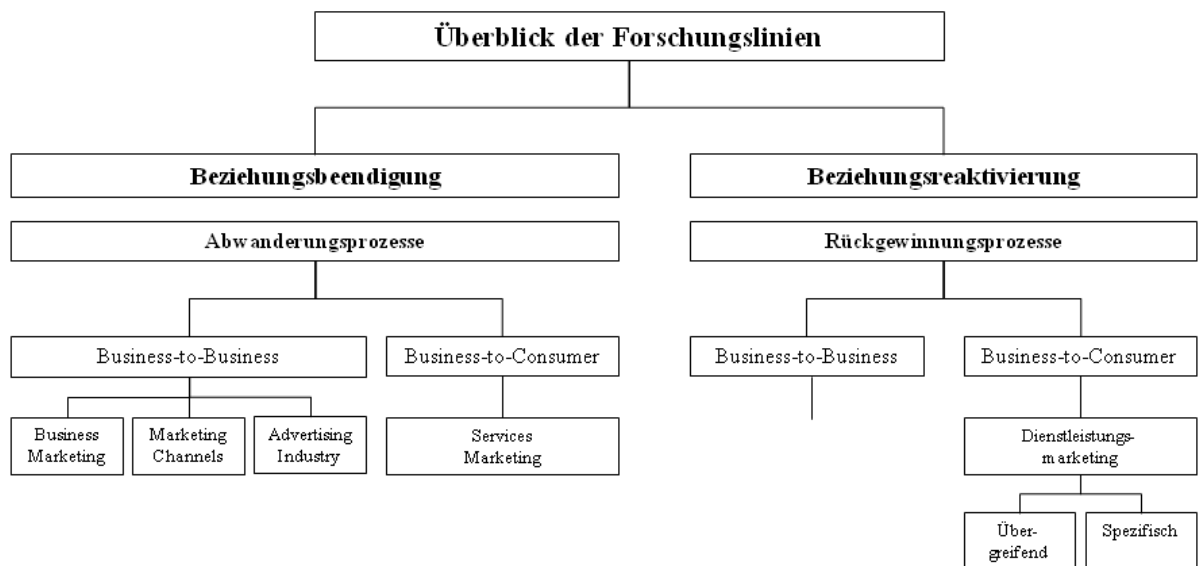 Überblick der Forschungslinien
Beziehungsbeendigung
Beziehungsreaktivierung
Abwanderungsprozesse
Rückgewinnungsprozesse
Business-to-Business
Business-to-Consumer
Business-to-Business
Business-to-Consumer
Business
Marketing
Marketing
Channels
Advertising
Industry
Services
Marketing
Dienstleistungs-
marketing
Über-
greifend
Spezifisch